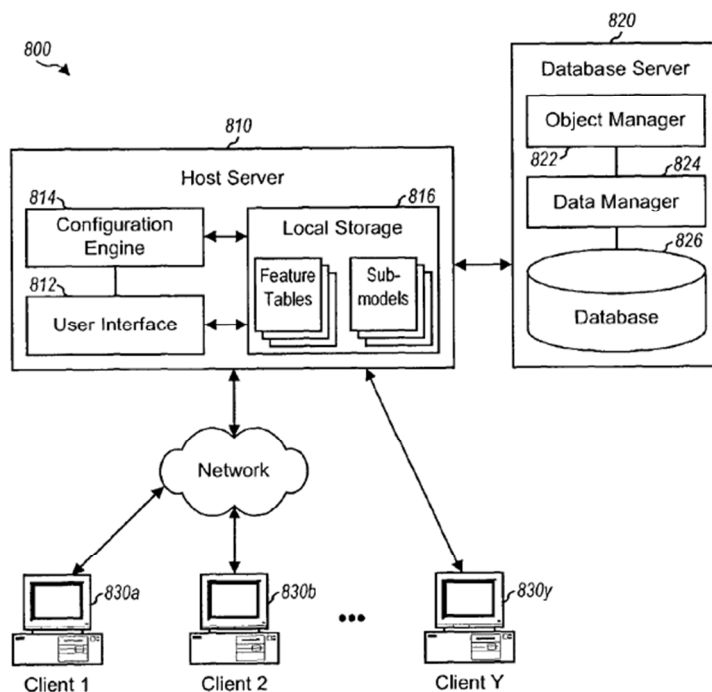 800
820
Database Server
Object Manager
822
824
Data Manager
826
Database
810
Host Server
814
Configuration
Engine
816
Local Storage
Feature
Tables
Sub-
models
812
User Interface
Network
830a
830b
830y
Client 1
Client 2
Client Y